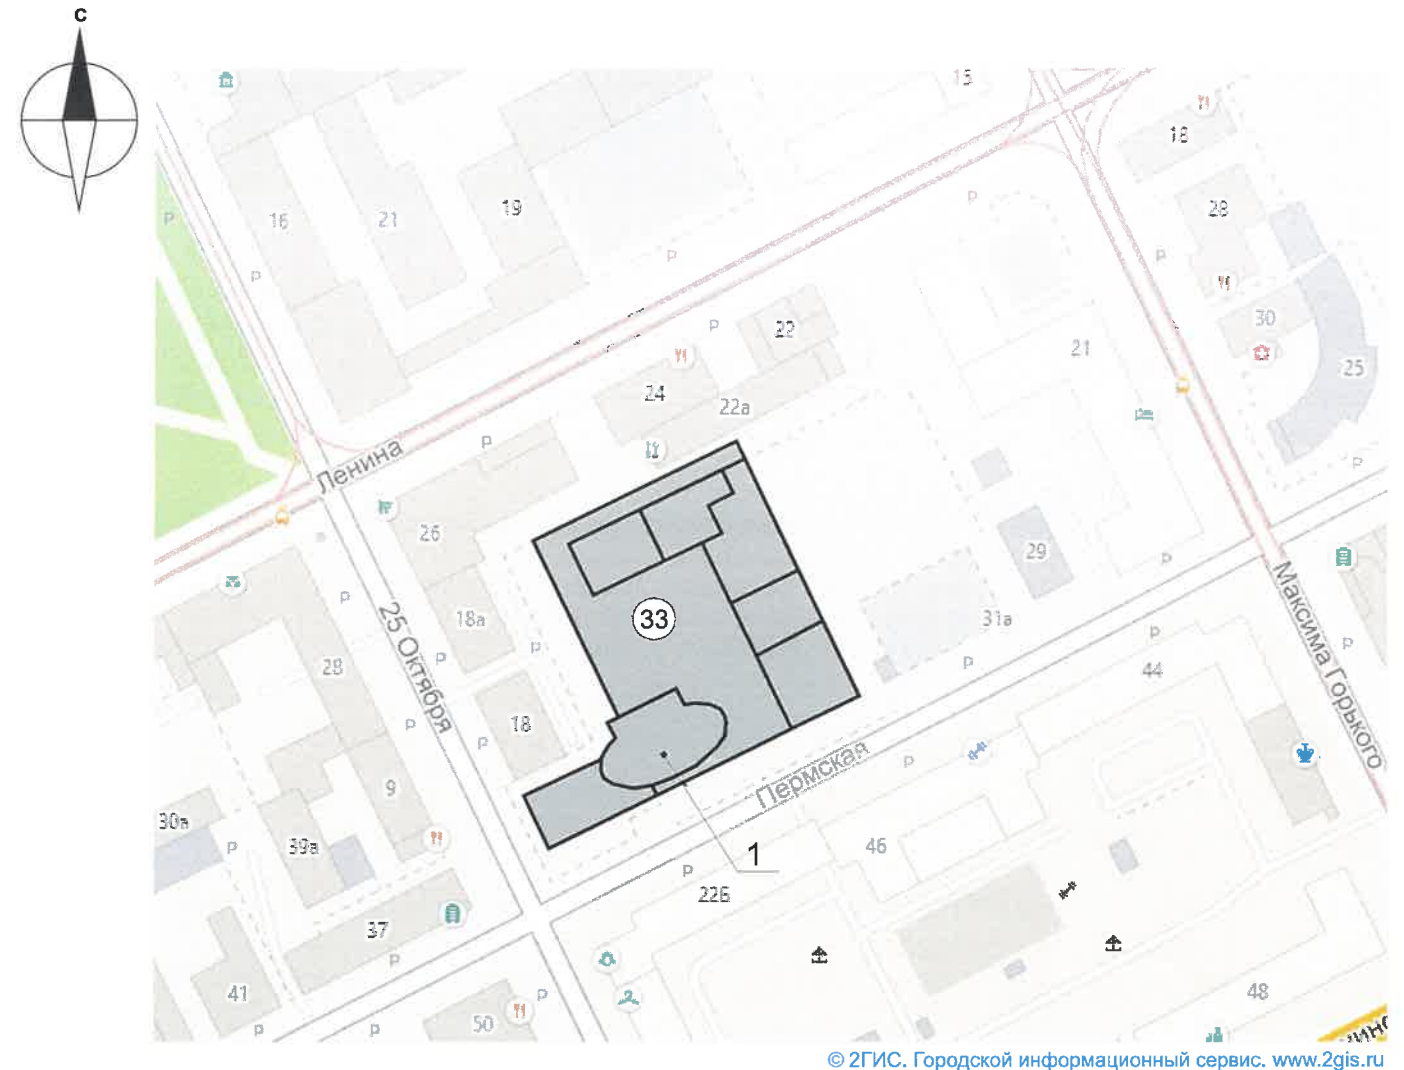 С
15
18
P
16
21
19
P
28
P
P
P
30
P
22
21
25
24
22а
Ленина
P
P
26
29
P
P
25 Октября
18а
33
31а
Максима Горького
P
P
P
P
28
P
44
P
18
P
P
Пермская
P
9
30а
P
39а
46
1
P
22Б
37
P
41
P
48
50
P
P
© 2ГИС. Городской информационный сервис. www.2gis.ru